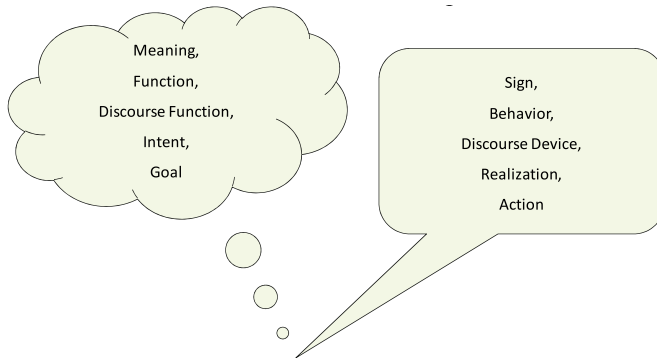 Meaning,
Function,
Discourse Function,
Intent,
Goal
Sign,
Behavior,
Discourse Device,
Realization,
Action